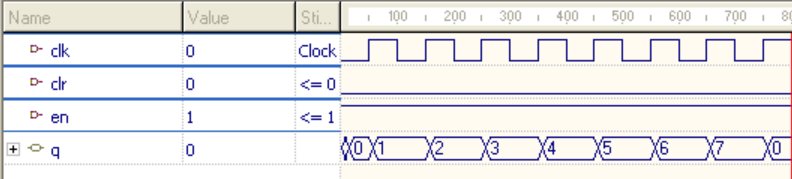 Name Value Sti... 100 200 300 400 500 600 700 80
clk 0 Clock
clr 0 <= 0
en 1 <= 1
q 0 0 1 2 3 4 5 6 7 0